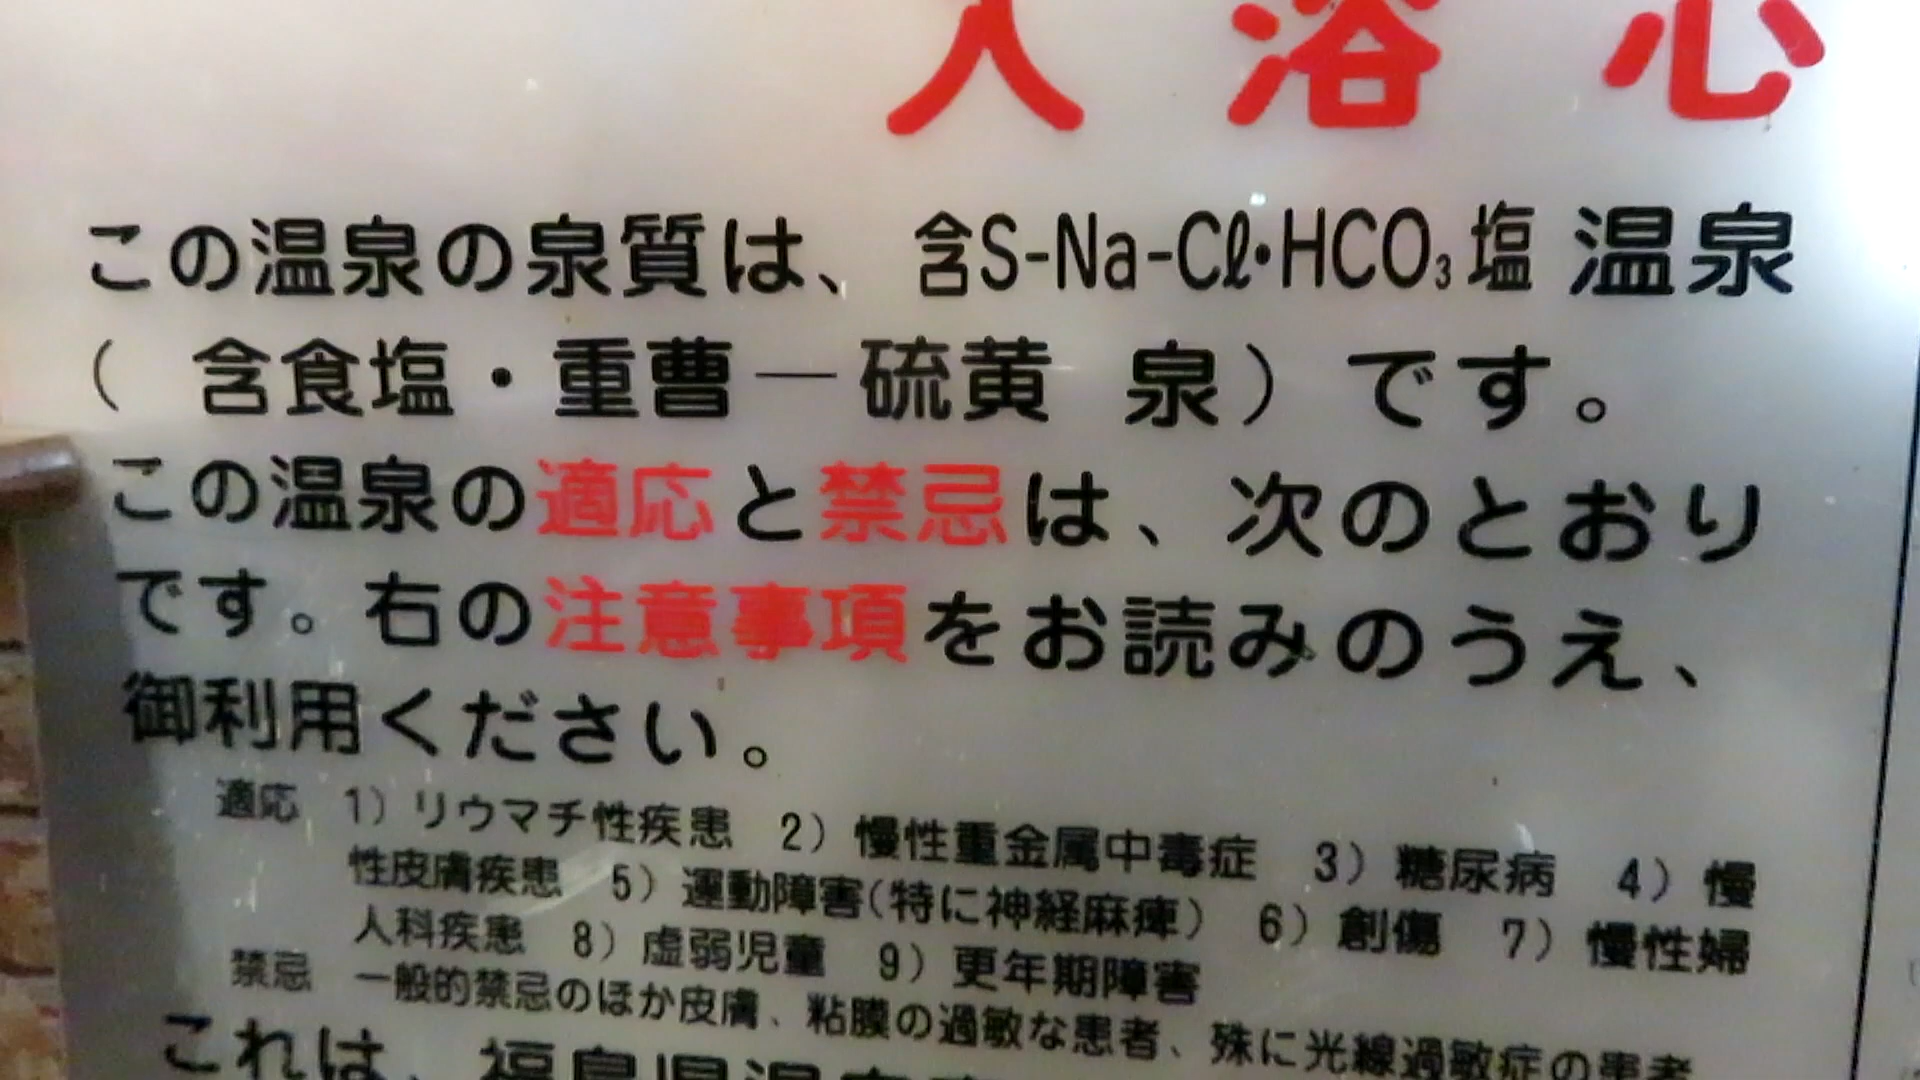 入浴心
この温泉の泉質は、含S-Na-Cℓ・HCO₃塩 温泉
( 含食塩・重曹―硫黄 泉)です。
この温泉の適応と禁忌は、次のとおり
です。右の注意事項をお読みのうえ、
御利用ください。
適応 1) リウマチ性疾患 2) 慢性重金属中毒症 3) 糖尿病 4) 慢
性皮膚疾患 5) 運動障害(特に神経麻痺) 6) 創傷 7) 慢性婦
人科疾患 8) 虚弱児童 9) 更年期障害
禁忌 一般的禁忌のほか皮膚、粘膜の過敏な患者、殊に光線過敏症の患者
これは、福島県温泉